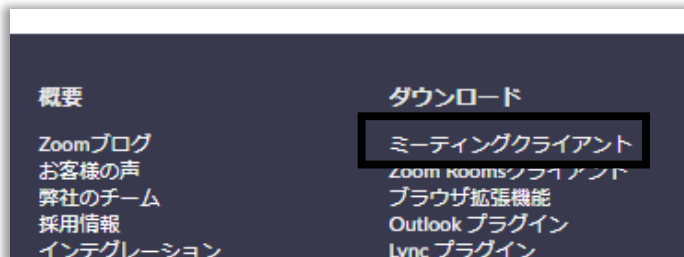 概要
Zoomブログ
お客様の声
弊社のチーム
採用情報
インテグレーション
ダウンロード
ミーティングクライアント
Zoom Roomsクライアント
ブラウザ拡張機能
Outlook プラグイン
Lync プラグイン